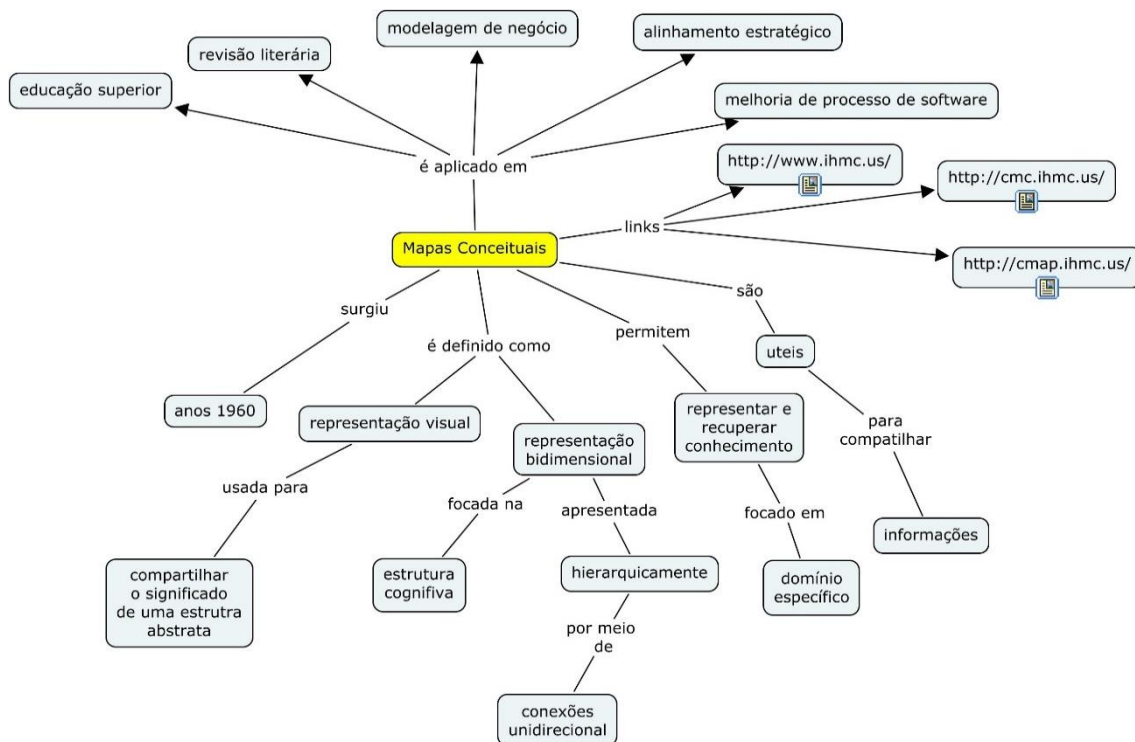 modelagem de negócio
alinhamento estratégico
revisão literária
educação superior
melhoria de processo de software
é aplicado em
http://www.ihmc.us/
http://cmc.ihmc.us/
links
Mapas Conceituais
http://cmap.ihmc.us/
são
surgiu
permitem
é definido como
uteis
anos 1960
representação visual
representar e
recuperar
conhecimento
para
compatilhar
representação
bidimensional
usada para
focada na
apresentada
focado em
informações
compartilhar
o significado
de uma estrutra
abstrata
estrutura
cognifiva
hierarquicamente
domínio
específico
por meio
de
conexões
unidirecional